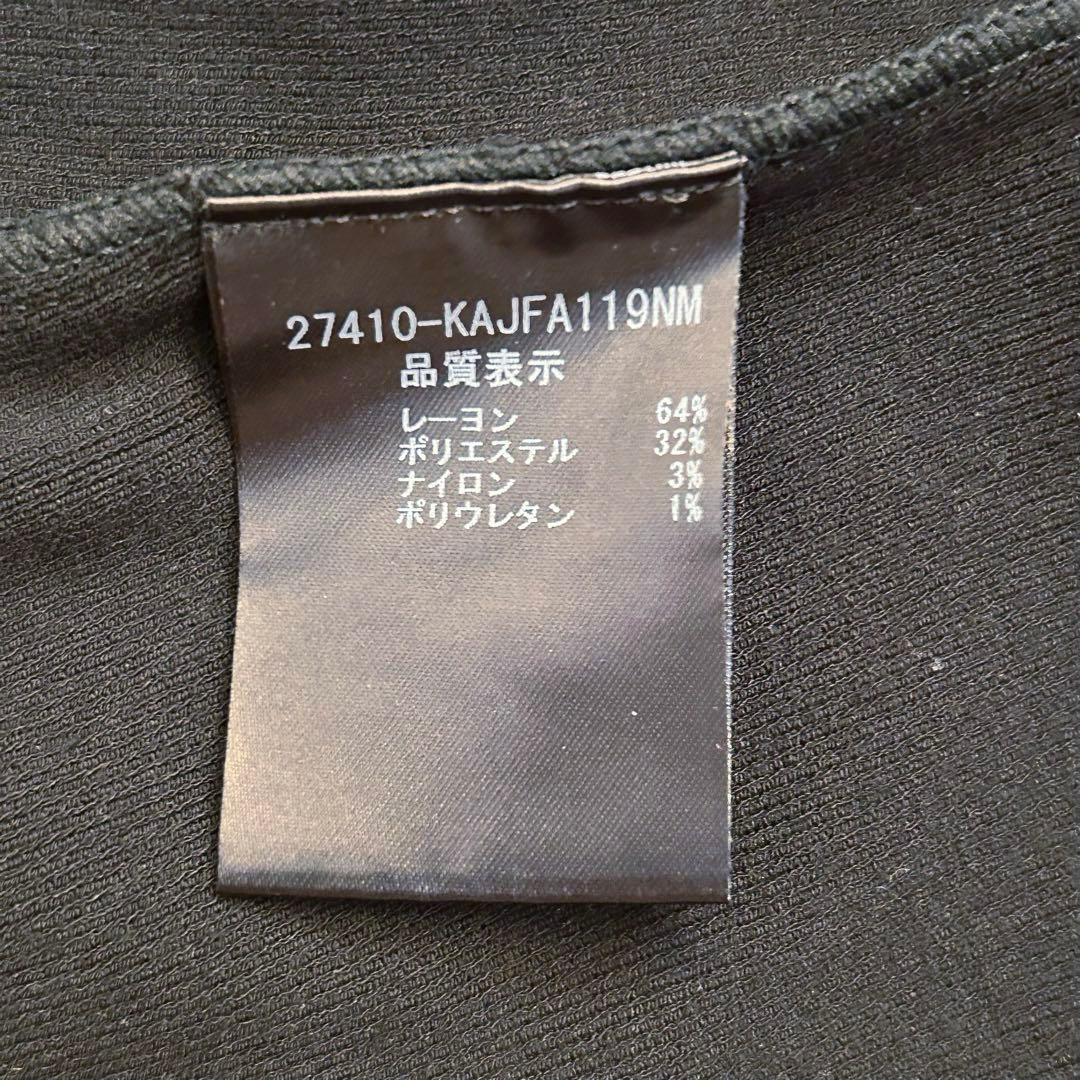 27410-KAJFA119NM
品質表示
レーヨン 64%
ポリエステル 32%
ナイロン 3%
ポリウレタン 1%